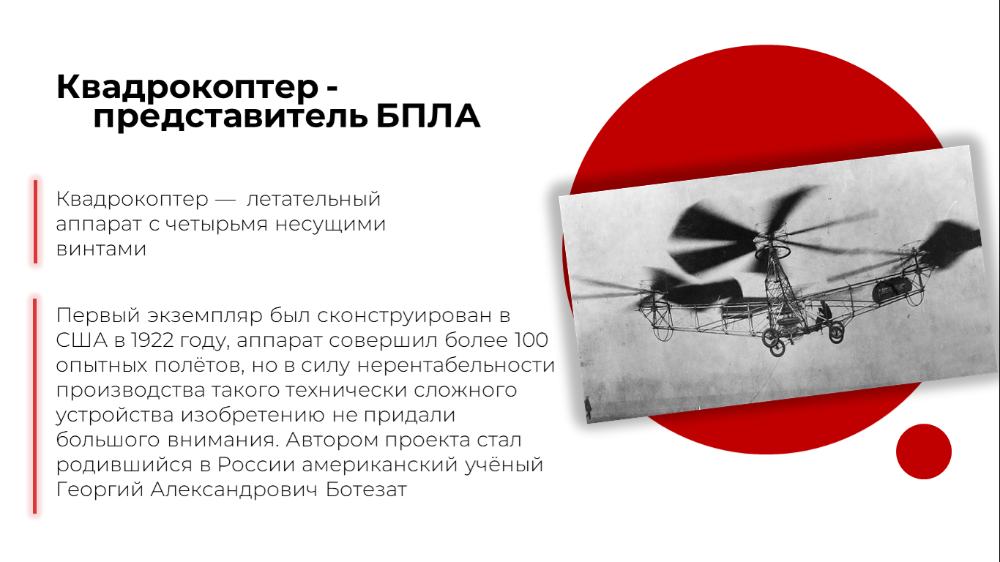 Квадрокоптер -
представитель БПЛА
Квадрокоптер — летательный
аппарат с четырьмя несущими
винтами
Первый экземпляр был сконструирован в
США в 1922 году, аппарат совершил более 100
опытных полётов, но в силу нерентабельности
производства такого технически сложного
устройства изобретению не придали
большого внимания. Автором проекта стал
родившийся в России американский учёный
Георгий Александрович Ботезат